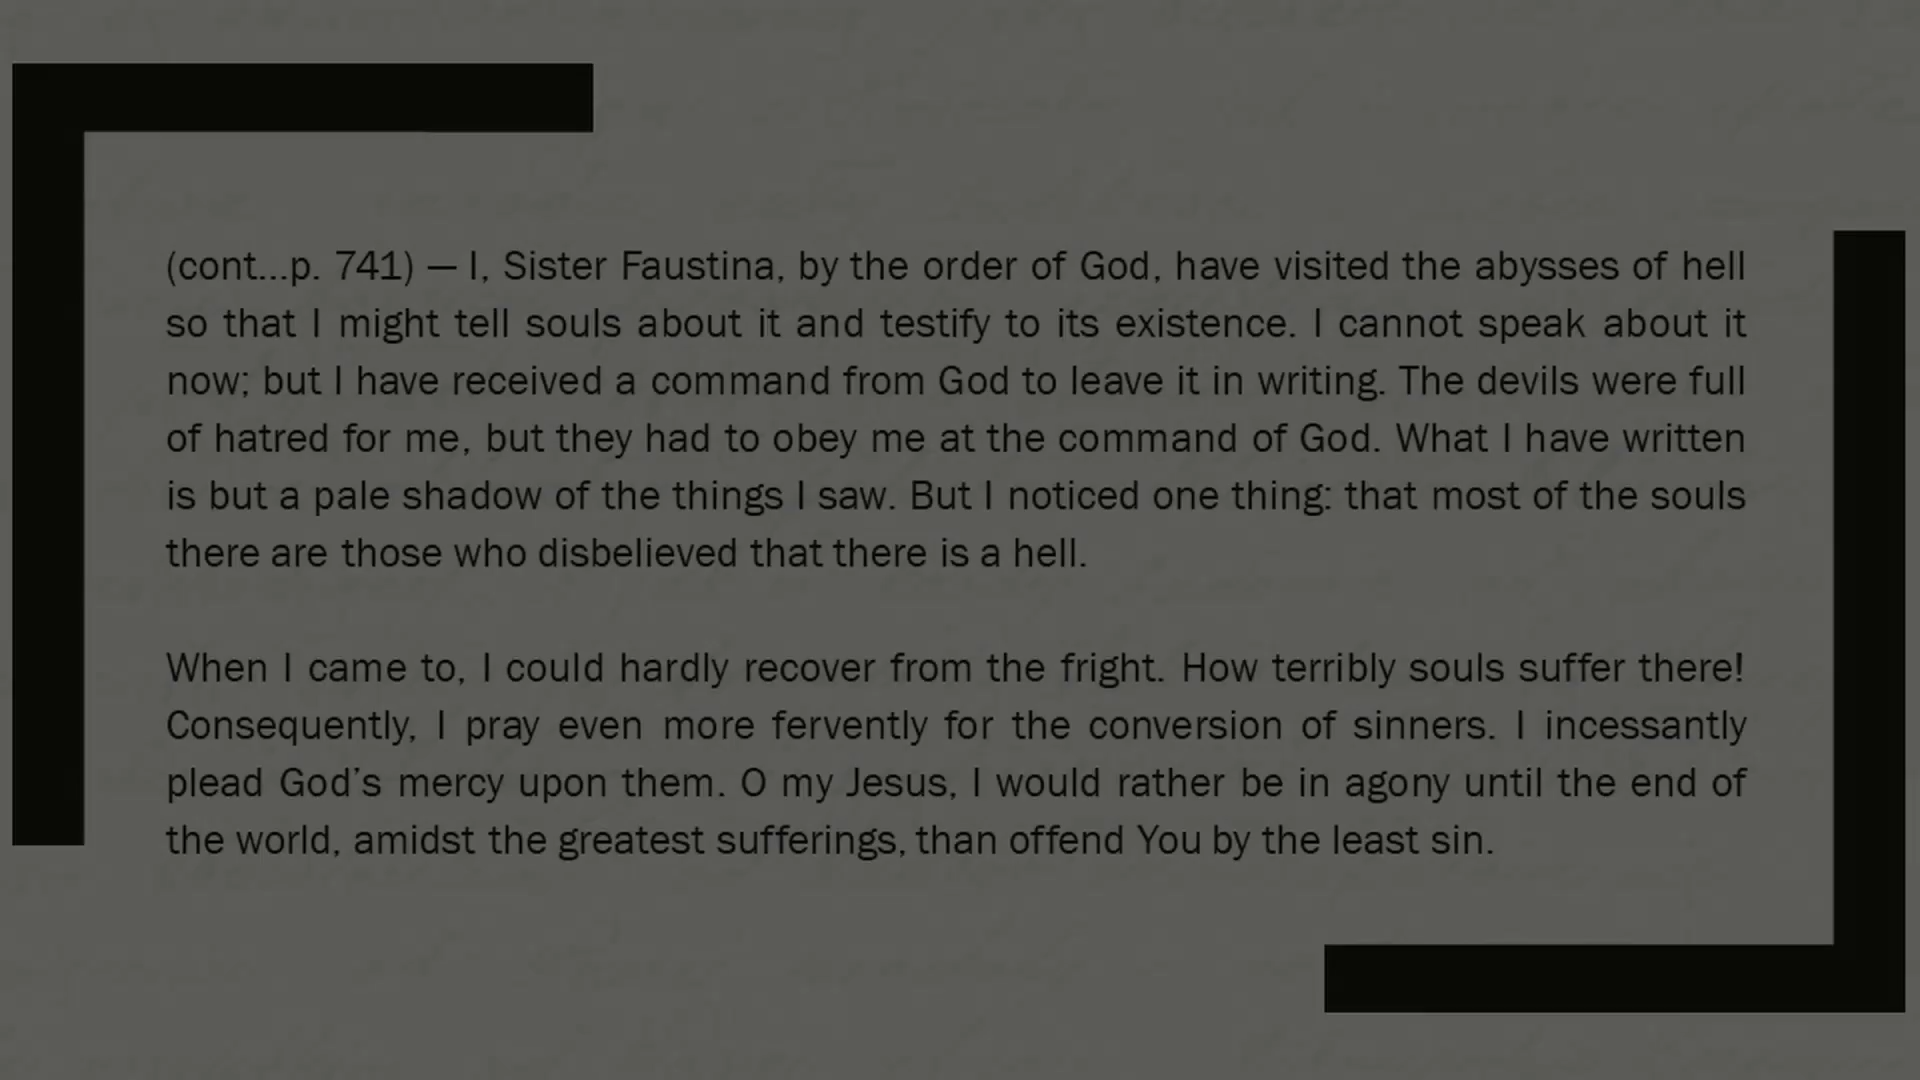 (cont...p. 741) — I, Sister Faustina, by the order of God, have visited the abysses of hell
so that I might tell souls about it and testify to its existence. I cannot speak about it
now; but I have received a command from God to leave it in writing. The devils were full
of hatred for me, but they had to obey me at the command of God. What I have written
is but a pale shadow of the things I saw. But I noticed one thing: that most of the souls
there are those who disbelieved that there is a hell.
When I came to, I could hardly recover from the fright. How terribly souls suffer there!
Consequently, I pray even more fervently for the conversion of sinners. I incessantly
plead God’s mercy upon them. O my Jesus, I would rather be in agony until the end of
the world, amidst the greatest sufferings, than offend You by the least sin.